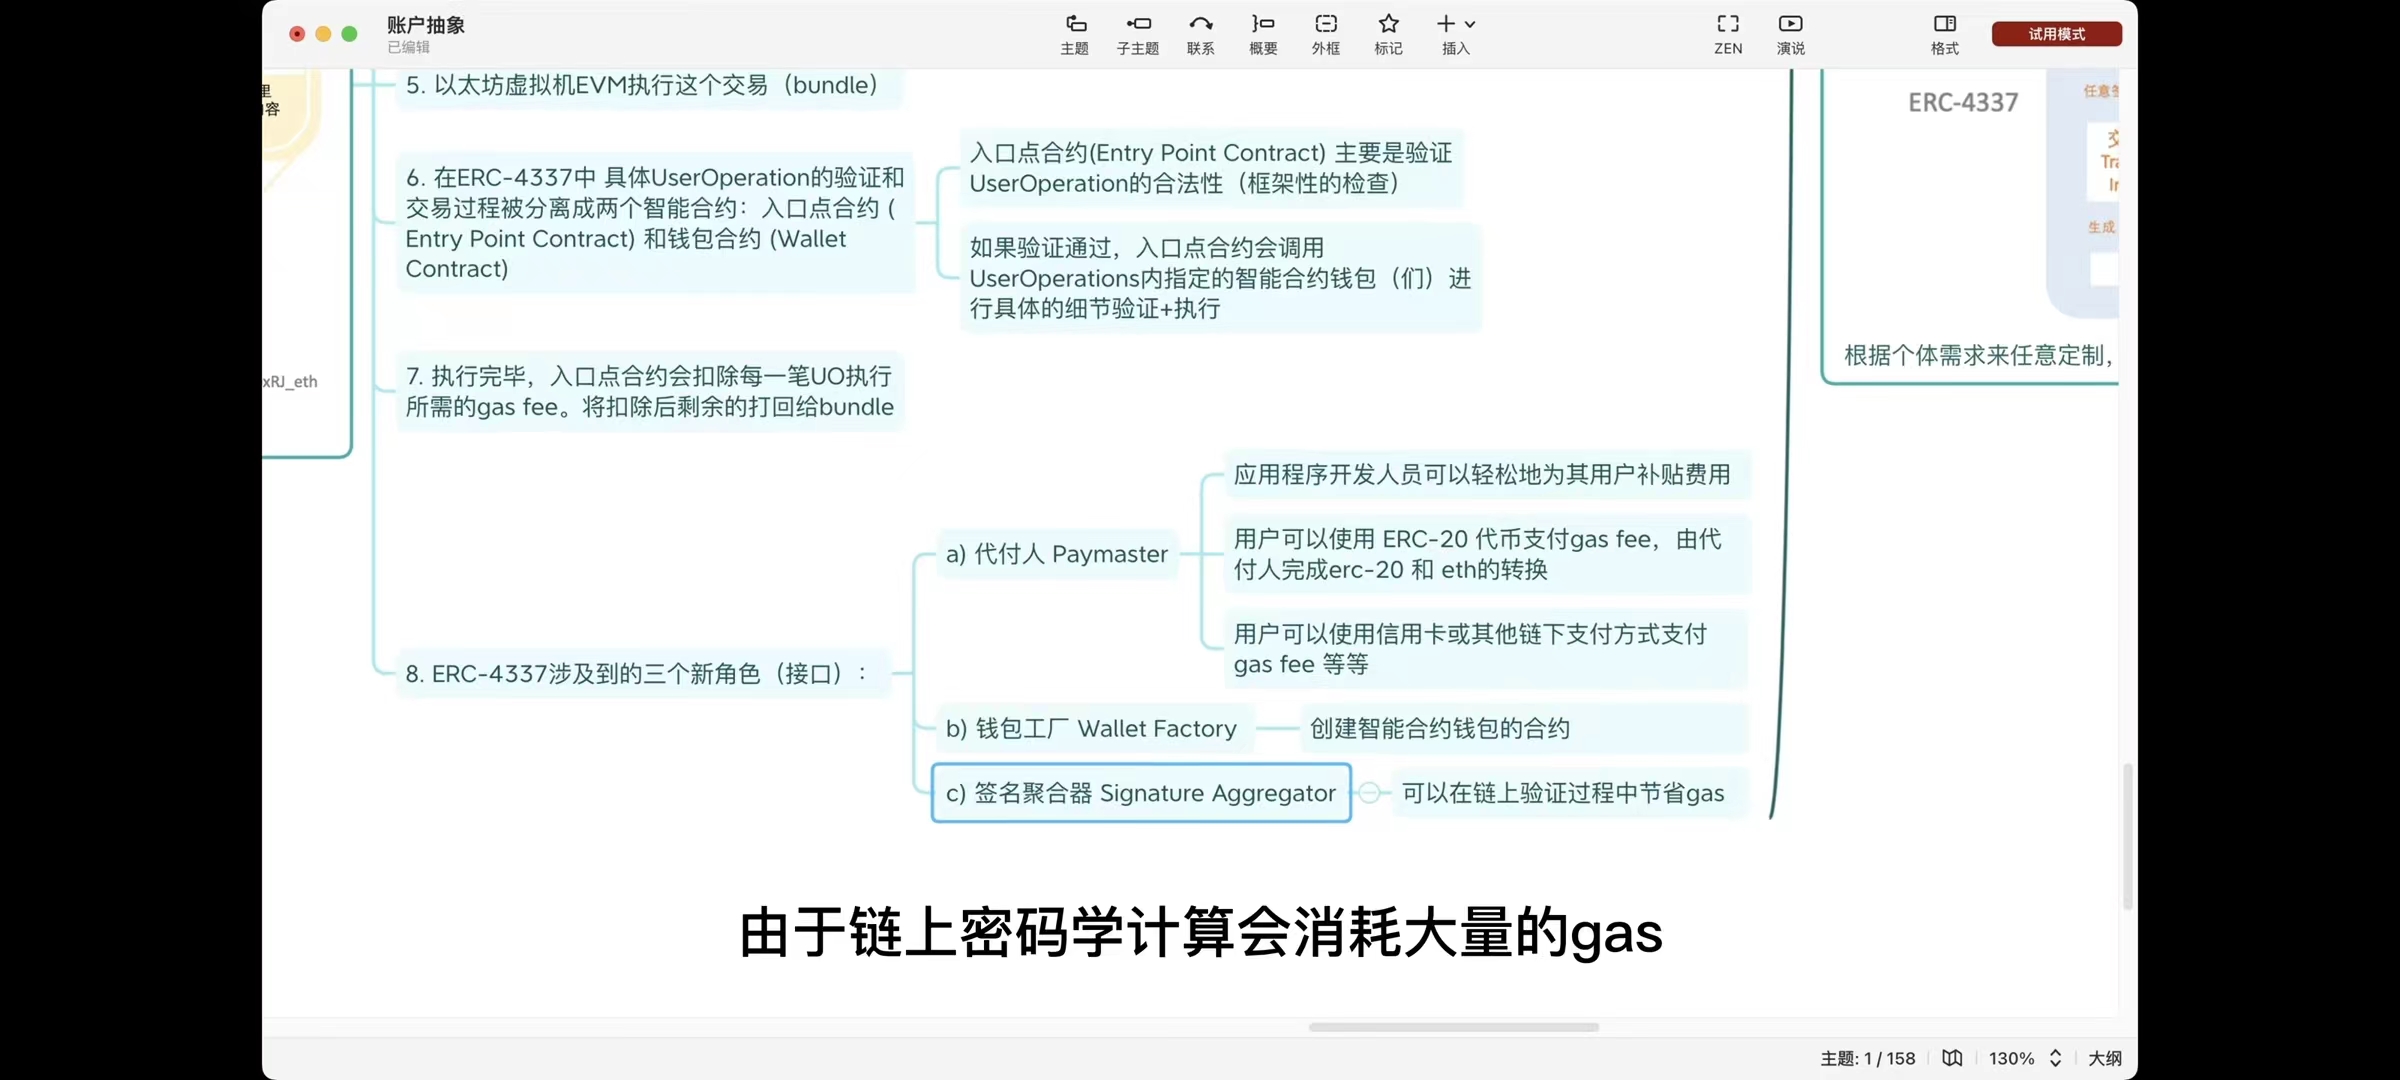 账户抽象
已编辑
主题
子主题
联系
概要
外框
标记
插入
ZEN
演说
格式
试用模式
里
容
xRJ_eth
5. 以太坊虚拟机EVM执行这个交易（bundle）
6. 在ERC-4337中 具体UserOperation的验证和
交易过程被分离成两个智能合约：入口点合约 (
Entry Point Contract) 和钱包合约 (Wallet
Contract)
入口点合约(Entry Point Contract) 主要是验证
UserOperation的合法性（框架性的检查）
如果验证通过，入口点合约会调用
UserOperations内指定的智能合约钱包（们）进
行具体的细节验证+执行
7. 执行完毕，入口点合约会扣除每一笔UO执行
所需的gas fee。将扣除后剩余的打回给bundle
8. ERC-4337涉及到的三个新角色（接口）：
a) 代付人 Paymaster
应用程序开发人员可以轻松地为其用户补贴费用
用户可以使用 ERC-20 代币支付gas fee，由代
付人完成erc-20 和 eth的转换
用户可以使用信用卡或其他链下支付方式支付
gas fee 等等
b) 钱包工厂 Wallet Factory
创建智能合约钱包的合约
c) 签名聚合器 Signature Aggregator
可以在链上验证过程中节省gas
ERC-4337
任意
交
Tra
In
生成
根据个体需求来任意定制，
由于链上密码学计算会消耗大量的gas
主题: 1 / 158
130%
大纲